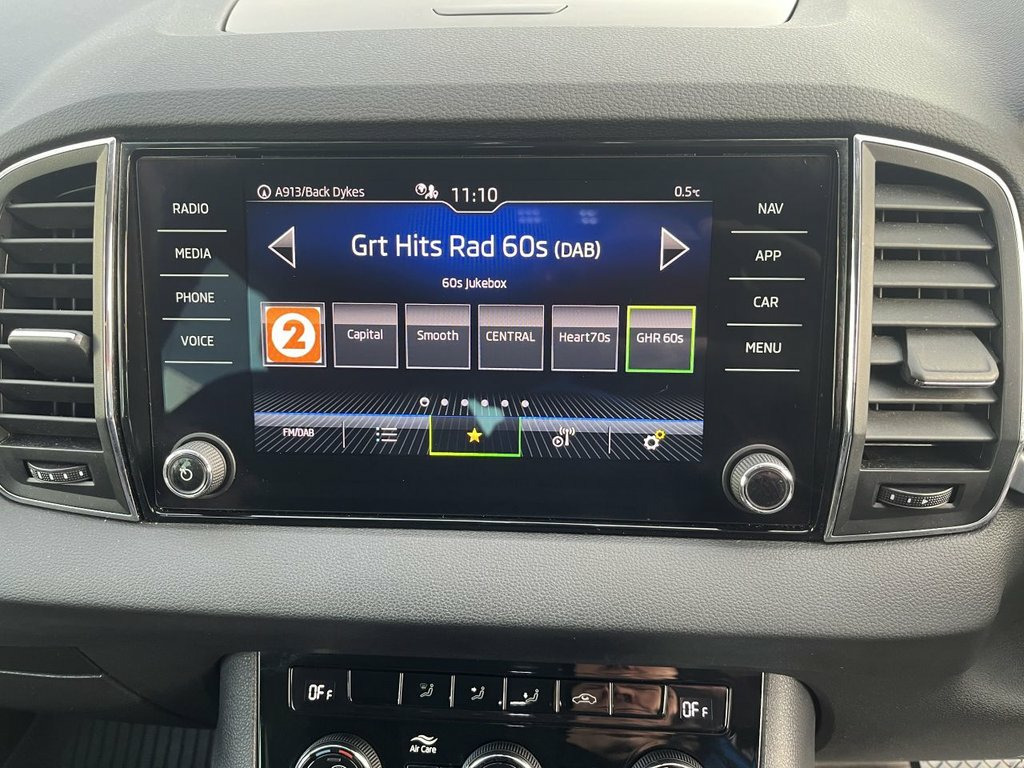 A913/Back Dykes 11:10 0.5°c
RADIO
MEDIA
PHONE
VOICE
Grt Hits Rad 60s (DAB)
60s Jukebox
2 Capital Smooth CENTRAL Heart70s GHR 60s
FM/DAB
NAV
APP
CAR
MENU
OFF OFF
Air Care